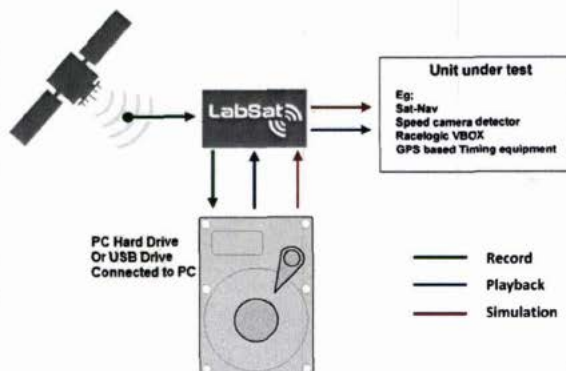 LabSat
Unit under test
Eg;
Sat-Nav
Speed camera detector
Racelogic VBOX
GPS based Timing equipment
PC Hard Drive
Or USB Drive
Connected to PC
Record
Playback
Simulation